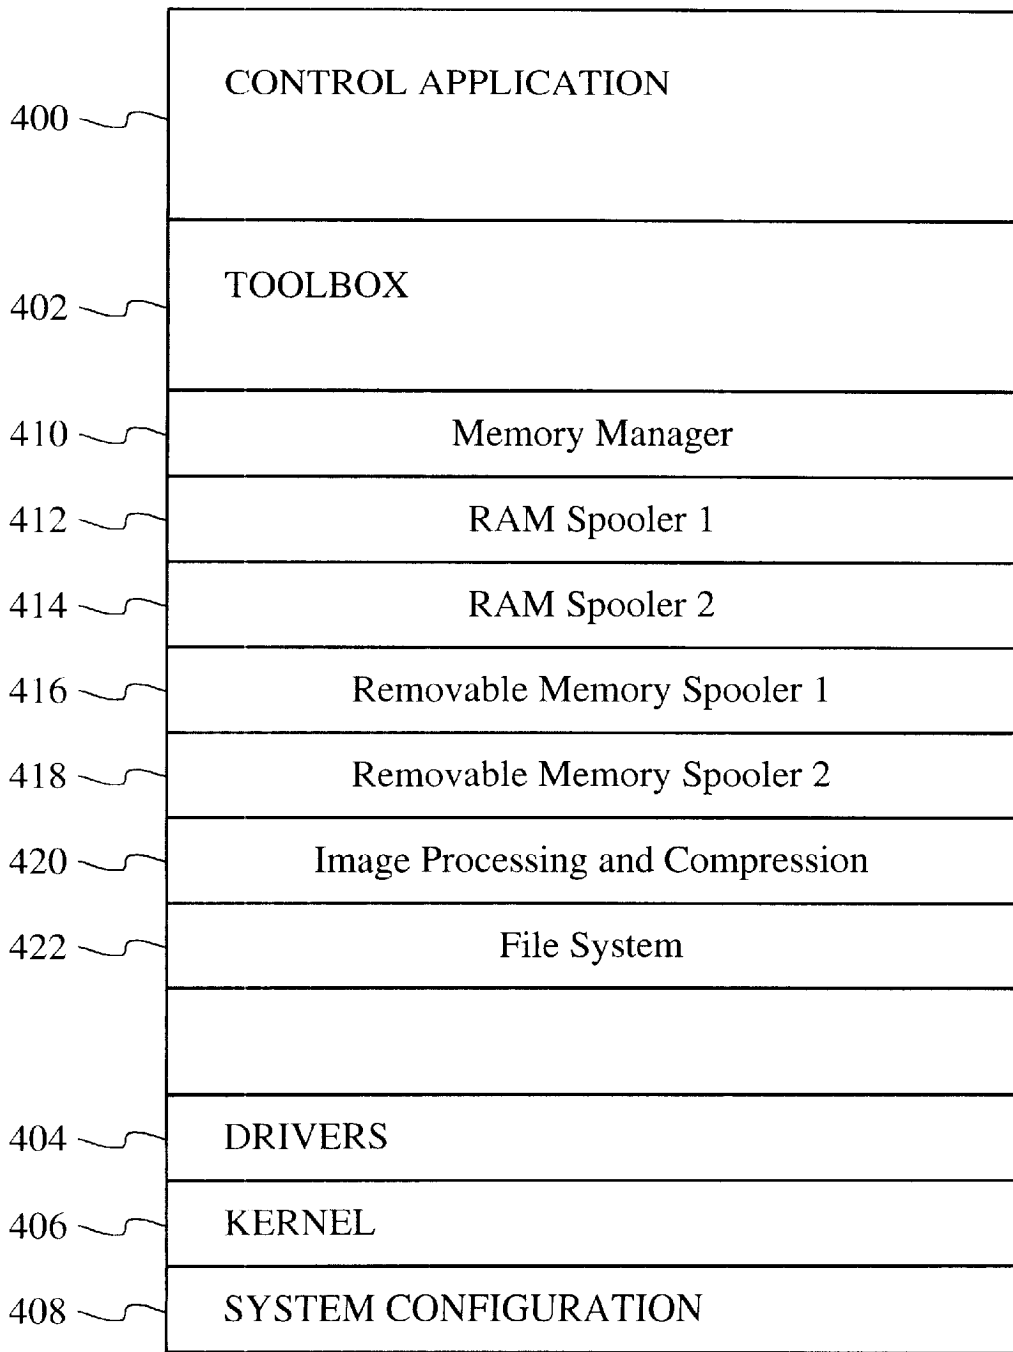 400 CONTROL APPLICATION
402 TOOLBOX
410 Memory Manager
412 RAM Spooler 1
414 RAM Spooler 2
416 Removable Memory Spooler 1
418 Removable Memory Spooler 2
420 Image Processing and Compression
422 File System
404 DRIVERS
406 KERNEL
408 SYSTEM CONFIGURATION